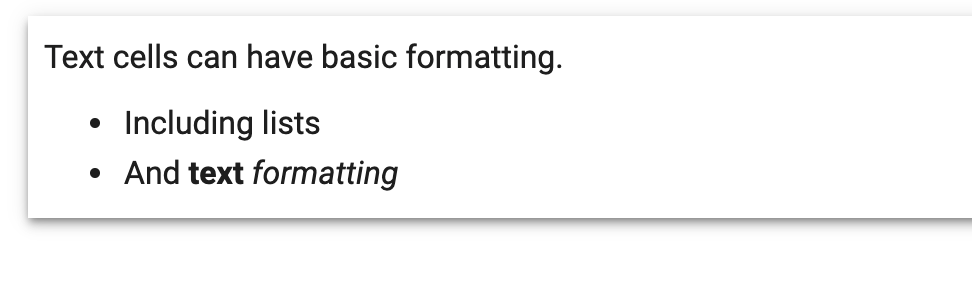 Text cells can have basic formatting.
• Including lists
• And text formatting